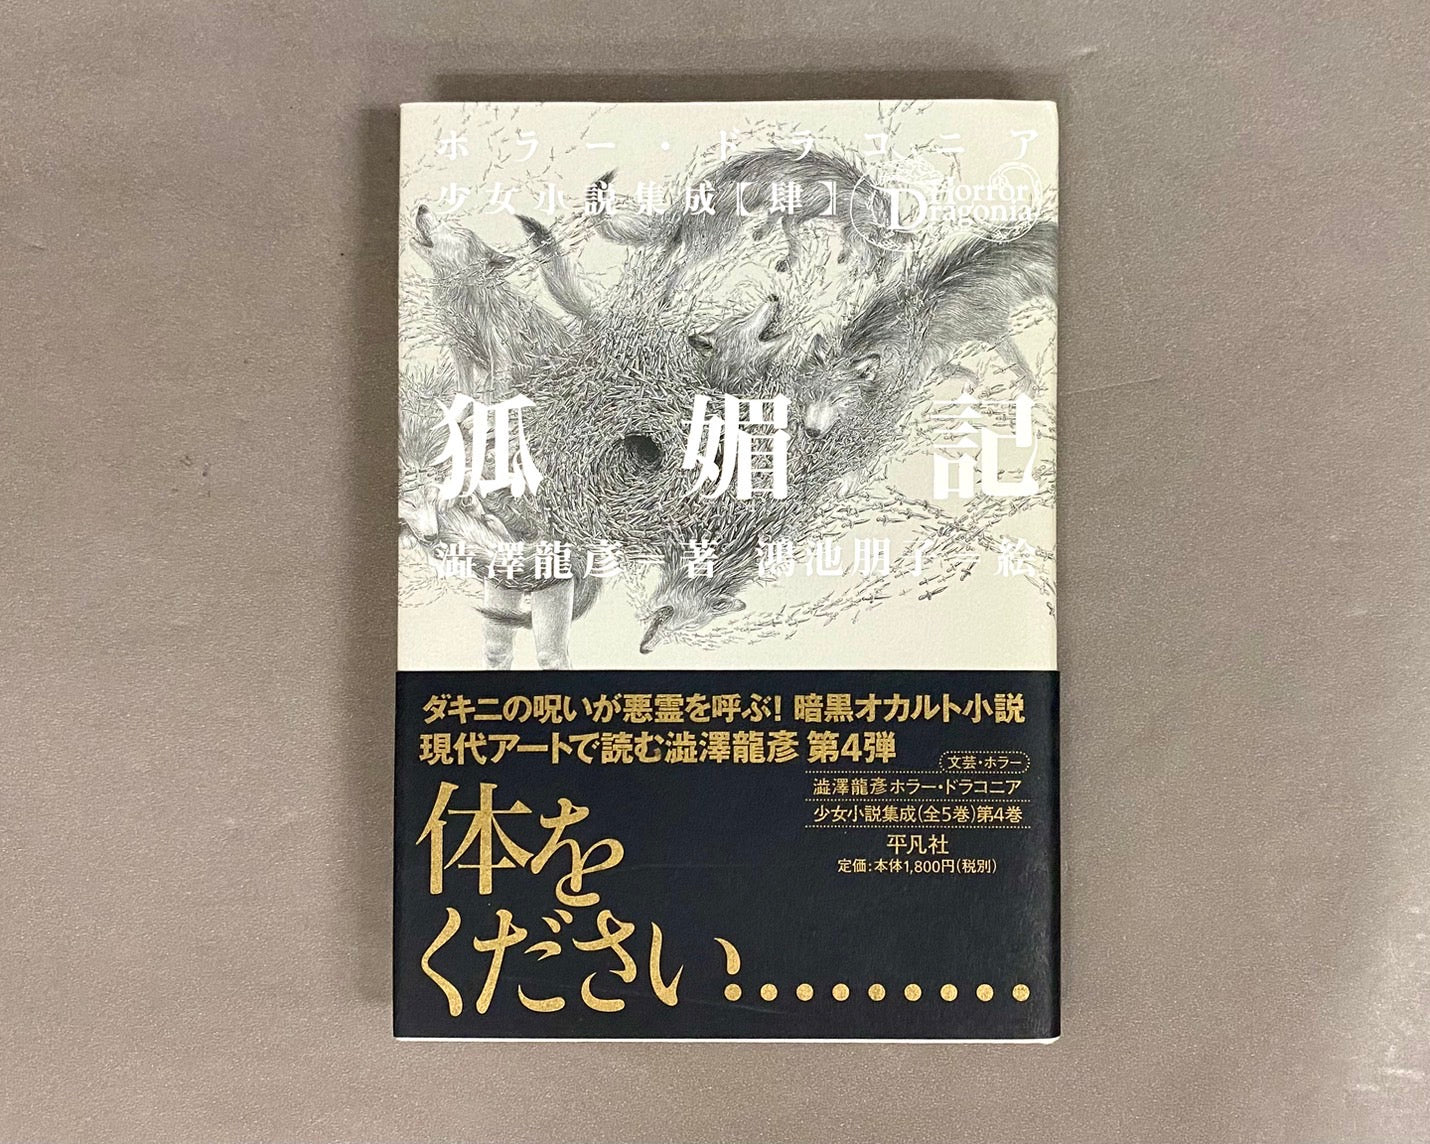 ホラー・ドラコニア
少女小説集成【肆】
Horror
Dragonia
狐媚記
澁澤龍彥＝著 鴻池朋子＝絵
ダキニの呪いが悪霊を呼ぶ! 暗黒オカルト小説
現代アートで読む澁澤龍彥 第4弾
文芸・ホラー
澁澤龍彥ホラー・ドラコニア
少女小説集成(全5巻)第4巻
平凡社
定価:本体1,800円(税別)
体を
ください.........